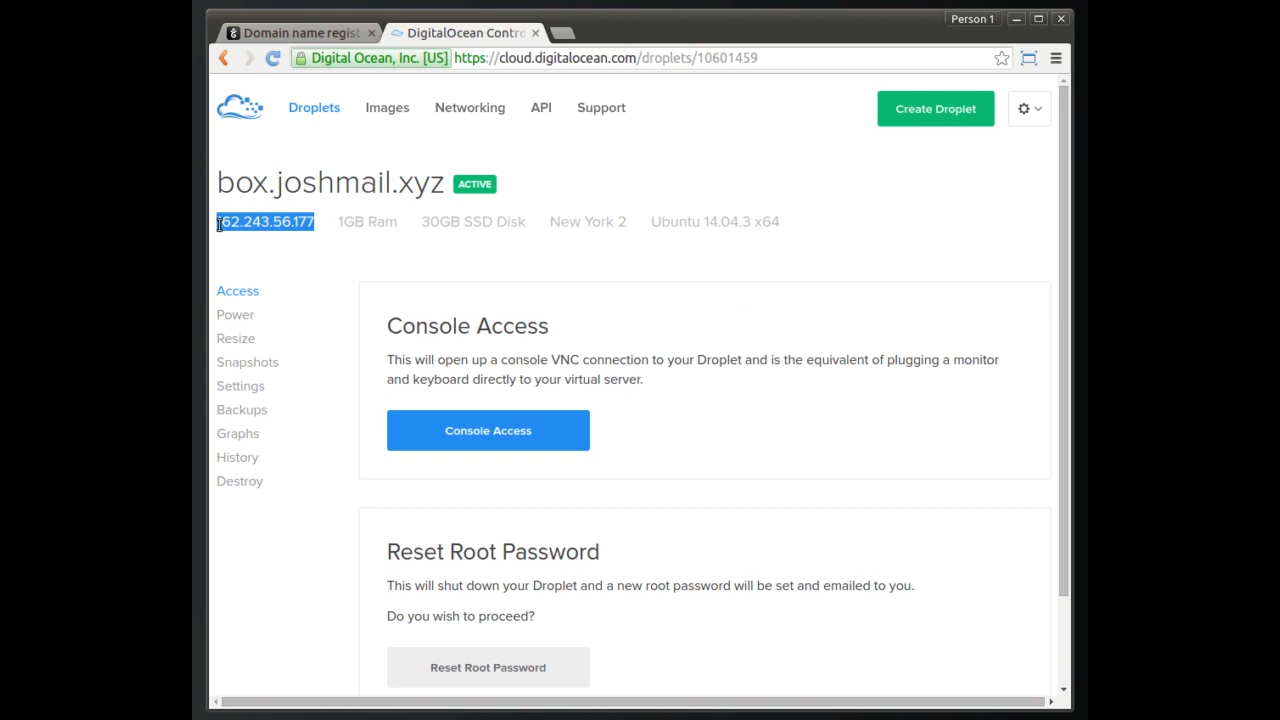 Person 1
Domain name regist
DigitalOcean Contro
Digital Ocean, Inc. [US] https://cloud.digitalocean.com/droplets/10601459
Droplets Images Networking API Support Create Droplet
box.joshmail.xyz ACTIVE
162.243.56.177 1GB Ram 30GB SSD Disk New York 2 Ubuntu 14.04.3 x64
Access
Power
Resize
Snapshots
Settings
Backups
Graphs
History
Destroy
Console Access
This will open up a console VNC connection to your Droplet and is the equivalent of plugging a monitor
and keyboard directly to your virtual server.
Console Access
Reset Root Password
This will shut down your Droplet and a new root password will be set and emailed to you.
Do you wish to proceed?
Reset Root Password